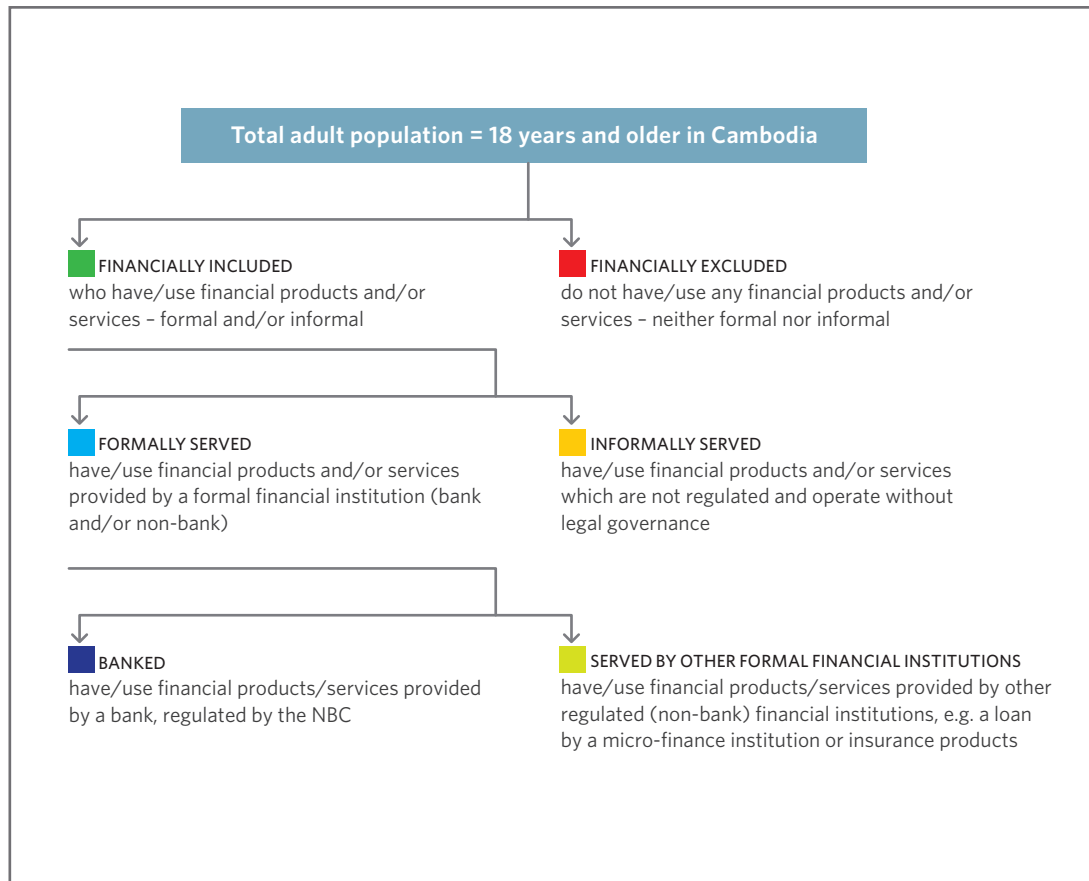 Total adult population = 18 years and older in Cambodia
FINANCIALLY INCLUDED
who have/use financial products and/or
services – formal and/or informal
FINANCIALLY EXCLUDED
do not have/use any financial products and/or
services – neither formal nor informal
FORMALLY SERVED
have/use financial products and/or services
provided by a formal financial institution (bank
and/or non-bank)
INFORMALLY SERVED
have/use financial products and/or services
which are not regulated and operate without
legal governance
BANKED
have/use financial products/services provided
by a bank, regulated by the NBC
SERVED BY OTHER FORMAL FINANCIAL INSTITUTIONS
have/use financial products/services provided by other
regulated (non-bank) financial institutions, e.g. a loan
by a micro-finance institution or insurance products